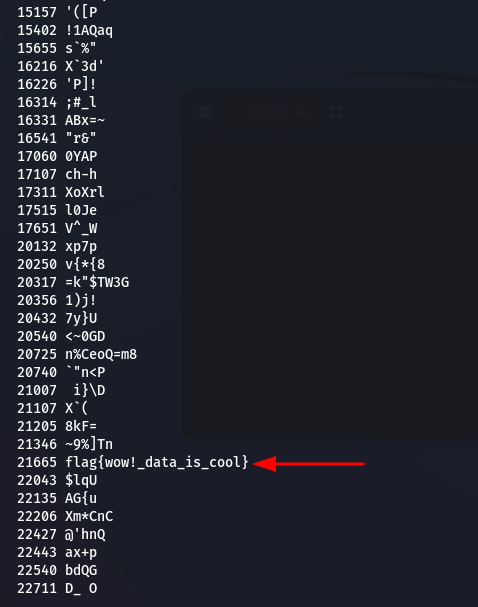 15157 '([P
15402 !1AQaq
15655 s`%"
16216 X`3d'
16226 'P]!
16314 ;#_l
16331 ABx=~
16541 "r&"
17060 0YAP
17107 ch-h
17311 XoXrl
17515 l0Je
17651 V^_W
20132 xp7p
20250 v{*{8
20317 =k"$TW3G
20356 1)j!
20432 7y}U
20540 <~0GD
20725 n%CeoQ=m8
20740 `"n<P
21007  i}\D
21107 X`(
21205 8kF=
21346 ~9%]Tn
21665 flag{wow!_data_is_cool}
22043 $lqU
22135 AG{u
22206 Xm*CnC
22427 @'hnQ
22443 ax+p
22540 bdQG
22711 D_ O